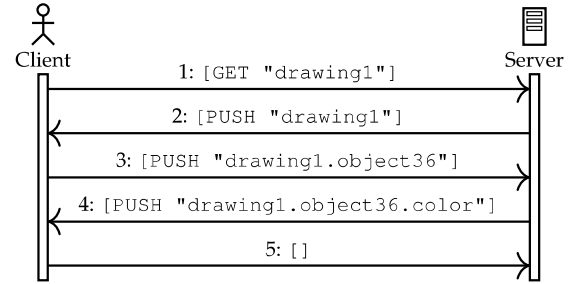 Client
Server
1: [GET "drawing1"]
2: [PUSH "drawing1"]
3: [PUSH "drawing1.object36"]
4: [PUSH "drawing1.object36.color"]
5: []